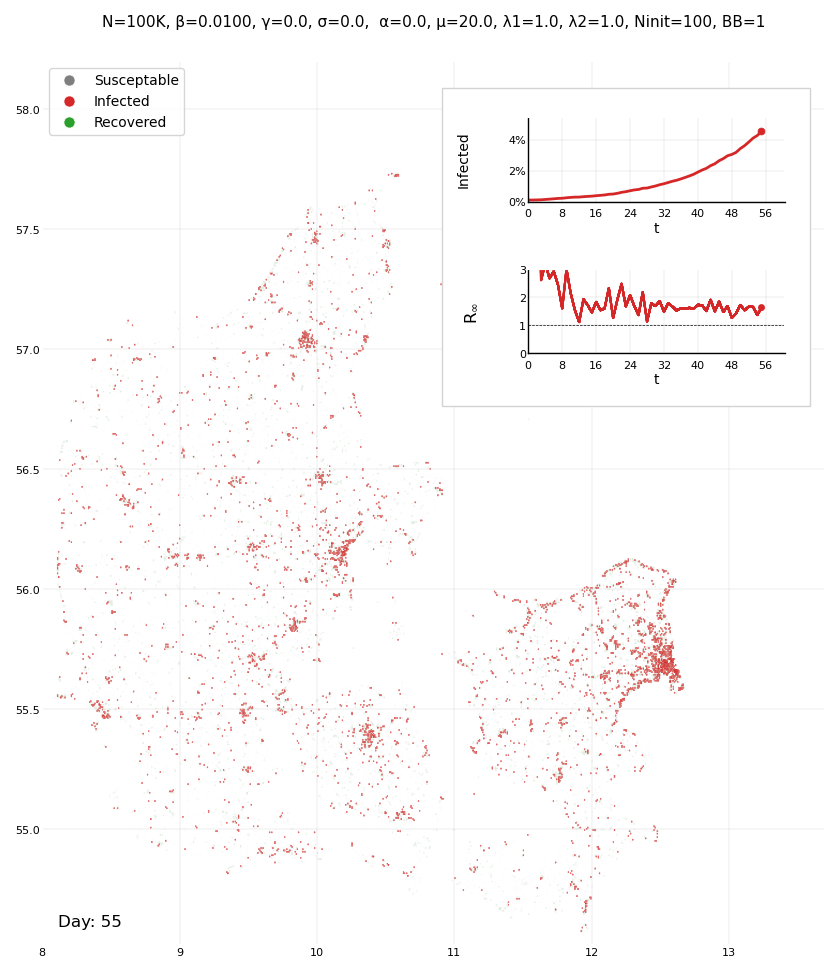 N=100K, β=0.0100, γ=0.0, σ=0.0, α=0.0, μ=20.0, λ1=1.0, λ2=1.0, Ninit=100, BB=1
Susceptable
Infected
Recovered
58.0
57.5
57.0
56.5
56.0
55.5
55.0
8 9 10 11 12 13
Day: 55
Infected
4%
2%
0%
0 8 16 24 32 40 48 56
t
R∞
3
2
1
0
0 8 16 24 32 40 48 56
t